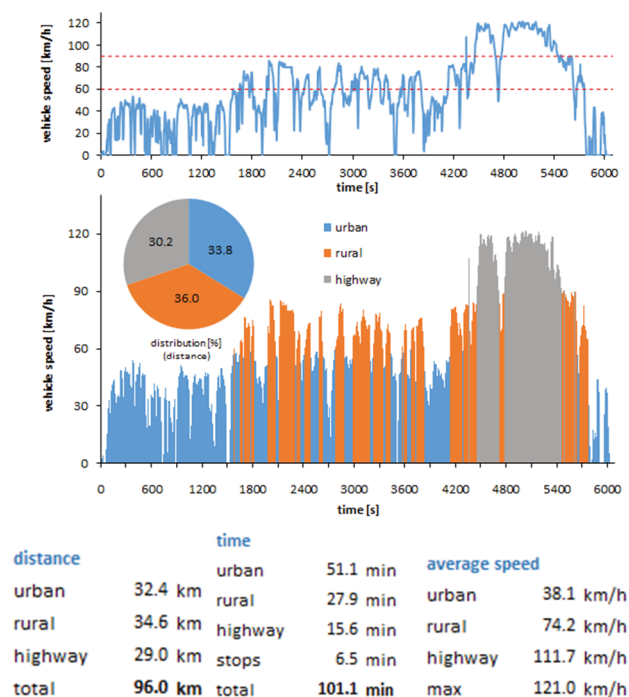 vehicle speed [km/h]
120
100
80
60
40
20
0
0 600 1200 1800 2400 3000 3600 4200 4800 5400 6000
time [s]
vehicle speed [km/h]
120
90
60
30
0
30.2
33.8
36.0
distribution [%]
(distance)
urban
rural
highway
0 600 1200 1800 2400 3000 3600 4200 4800 5400 6000
time [s]
distance
urban 32.4 km
rural 34.6 km
highway 29.0 km
total 96.0 km
time
urban 51.1 min
rural 27.9 min
highway 15.6 min
stops 6.5 min
total 101.1 min
average speed
urban 38.1 km/h
rural 74.2 km/h
highway 111.7 km/h
max 121.0 km/h